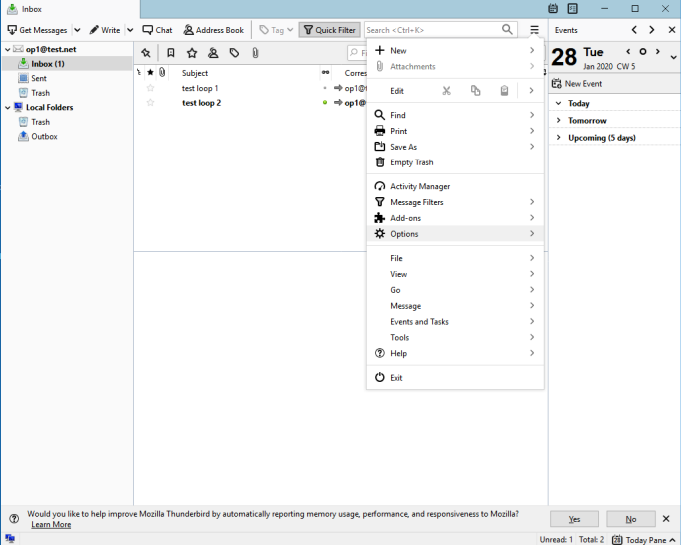 Inbox
Get Messages Write Chat Address Book Tag Quick Filter Search <Ctrl+K> Events
op1@test.net
Inbox (1)
Sent
Trash
Local Folders
Trash
Outbox
Subject Corres
test loop 1 op1@t
test loop 2 op1@
New
Attachments
Edit
Find
Print
Save As
Empty Trash
Activity Manager
Message Filters
Add-ons
Options
File
View
Go
Message
Events and Tasks
Tools
Help
Exit
28 Tue
Jan 2020 CW 5
New Event
Today
Tomorrow
Upcoming (5 days)
Would you like to help improve Mozilla Thunderbird by automatically reporting memory usage, performance, and responsiveness to Mozilla?
Learn More
Yes No
Unread: 1 Total: 2 Today Pane